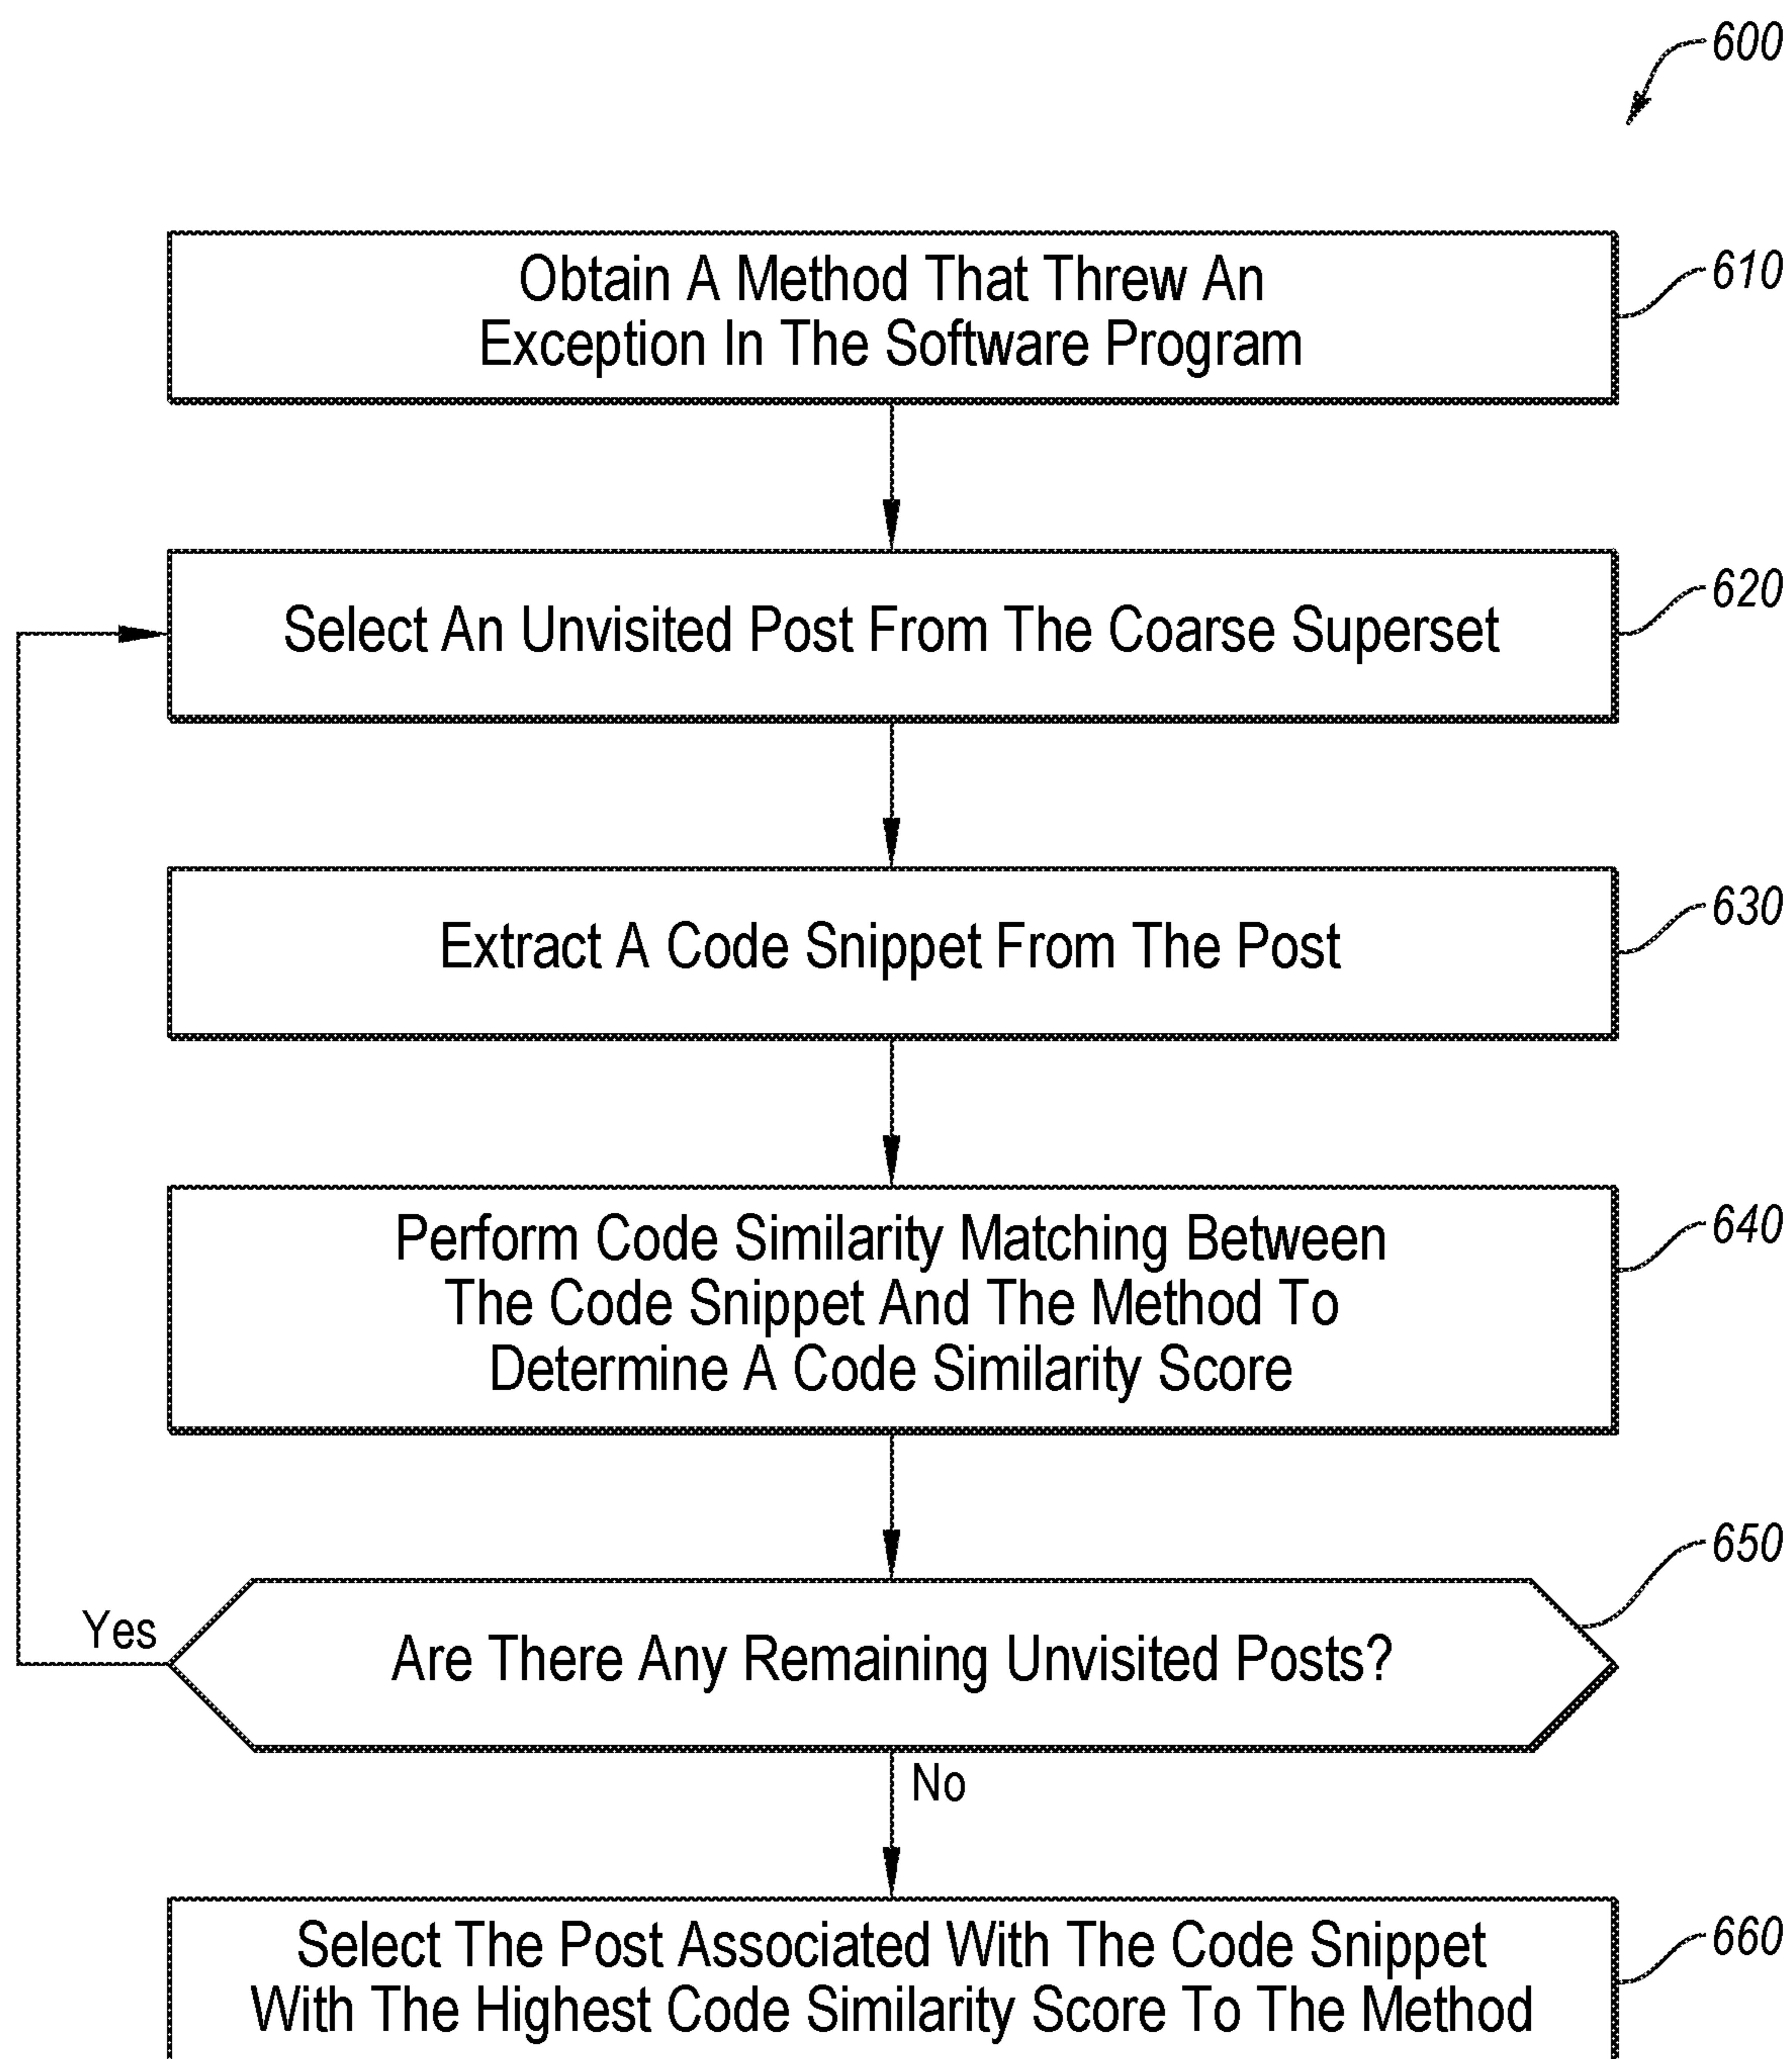 600
Obtain A Method That Threw An
Exception In The Software Program
610
Select An Unvisited Post From The Coarse Superset
620
Extract A Code Snippet From The Post
630
Perform Code Similarity Matching Between
The Code Snippet And The Method To
Determine A Code Similarity Score
640
650
Yes
Are There Any Remaining Unvisited Posts?
No
Select The Post Associated With The Code Snippet
With The Highest Code Similarity Score To The Method
660